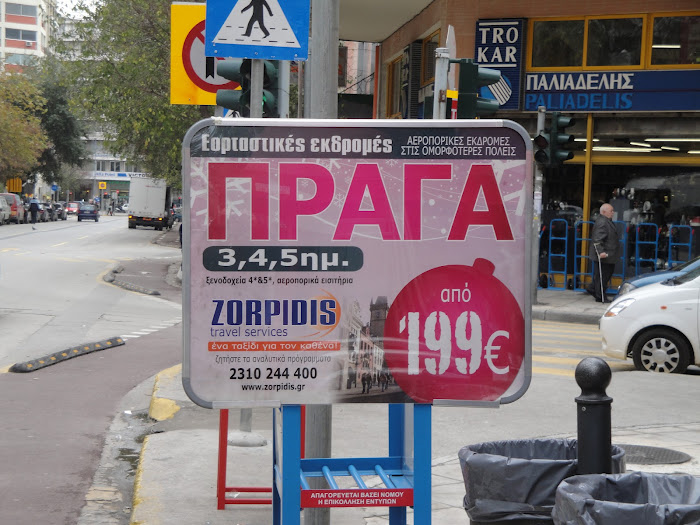 TRO
KAR
ΠΑΛΙΑΔΕΛΗΣ
PALIADELIS
Εορταστικές εκδρομές
ΑΕΡΟΠΟΡΙΚΕΣ ΕΚΔΡΟΜΕΣ
ΣΤΙΣ ΟΜΟΡΦΟΤΕΡΕΣ ΠΟΛΕΙΣ
ΠΡΑΓΑ
3,4,5ημ.
ξενοδοχεία 4*&5*, αεροπορικά εισιτήρια
ZORPIDIS
travel services
ένα ταξίδι για τον καθένα!
ζητήστε τα αναλυτικά προγράμματα
2310 244 400
www.zorpidis.gr
από
199€
ΑΠΑΓΟΡΕΥΕΤΑΙ ΒΑΣΕΙ ΝΟΜΟΥ
Η ΕΠΙΚΟΛΛΗΣΗ ΕΝΤΥΠΩΝ